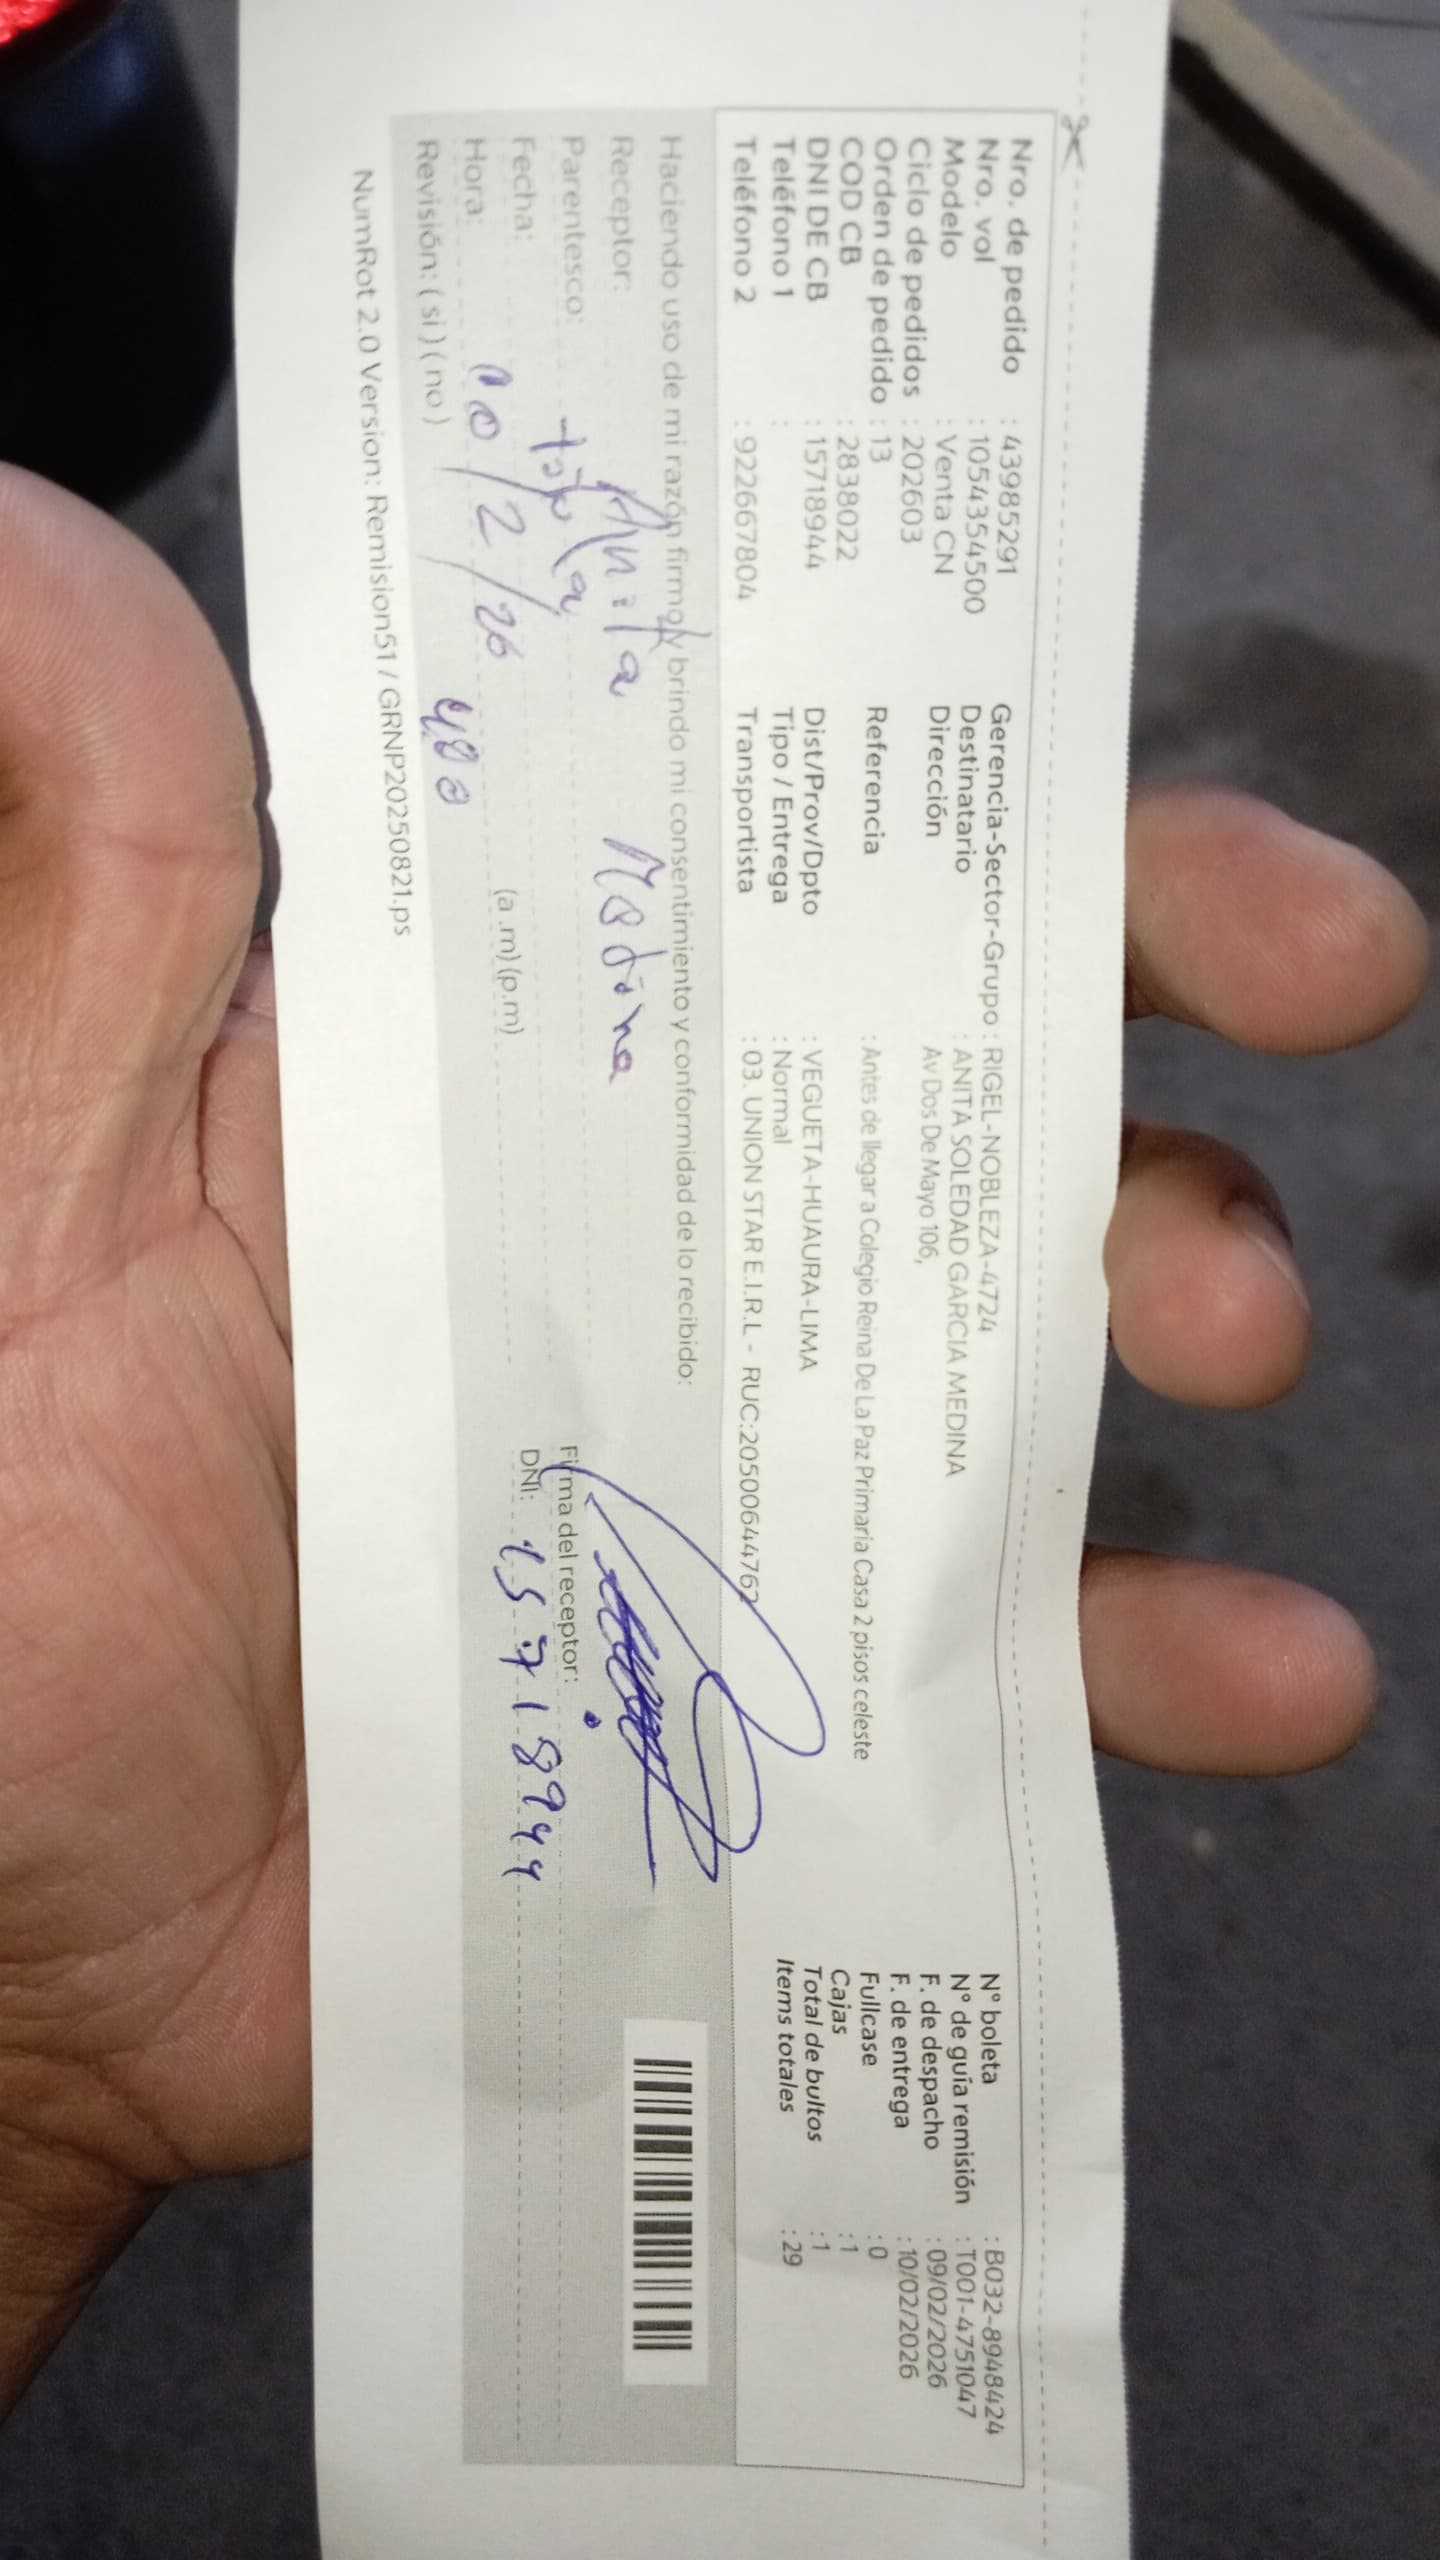 Nro. de pedido : 43985291
Nro. vol : 1054354500
Modelo : Venta CN
Ciclo de pedidos : 202603
Orden de pedido : 13
COD CB : 2838022
DNI DE CB : 15718944
Teléfono 1 :
Teléfono 2 : 922667804
Gerencia-Sector-Grupo : RIGEL-NOBLEZA-4724
Destinatario : ANITA SOLEDAD GARCIA MEDINA
Dirección Av Dos De Mayo 106,
Referencia : Antes de llegar a Colegio Reina De La Paz Primaria Casa 2 pisos celeste
Dist/Prov/Dpto : VEGUETA-HUAURA-LIMA
Tipo / Entrega : Normal
Transportista : 03. UNION STAR E.I.R.L - RUC:20500644762
N° boleta : B032-8948424
N° de guía remisión : T001-4751047
F. de despacho : 09/02/2026
F. de entrega : 10/02/2026
Fullcase : 0
Cajas : 1
Total de bultos : 1
Items totales : 29
Haciendo uso de mi razón firmo y brindo mi consentimiento y conformidad de lo recibido:
Receptor: Anita Medina
Parentesco:
Fecha: 10/2/26
Hora: 400 (a.m) (p.m)
Revisión: ( si ) ( no )
Firma del receptor:
DNI: 15718944
NumRot 2.0 Version: Remision51 / GRNP20250821.ps